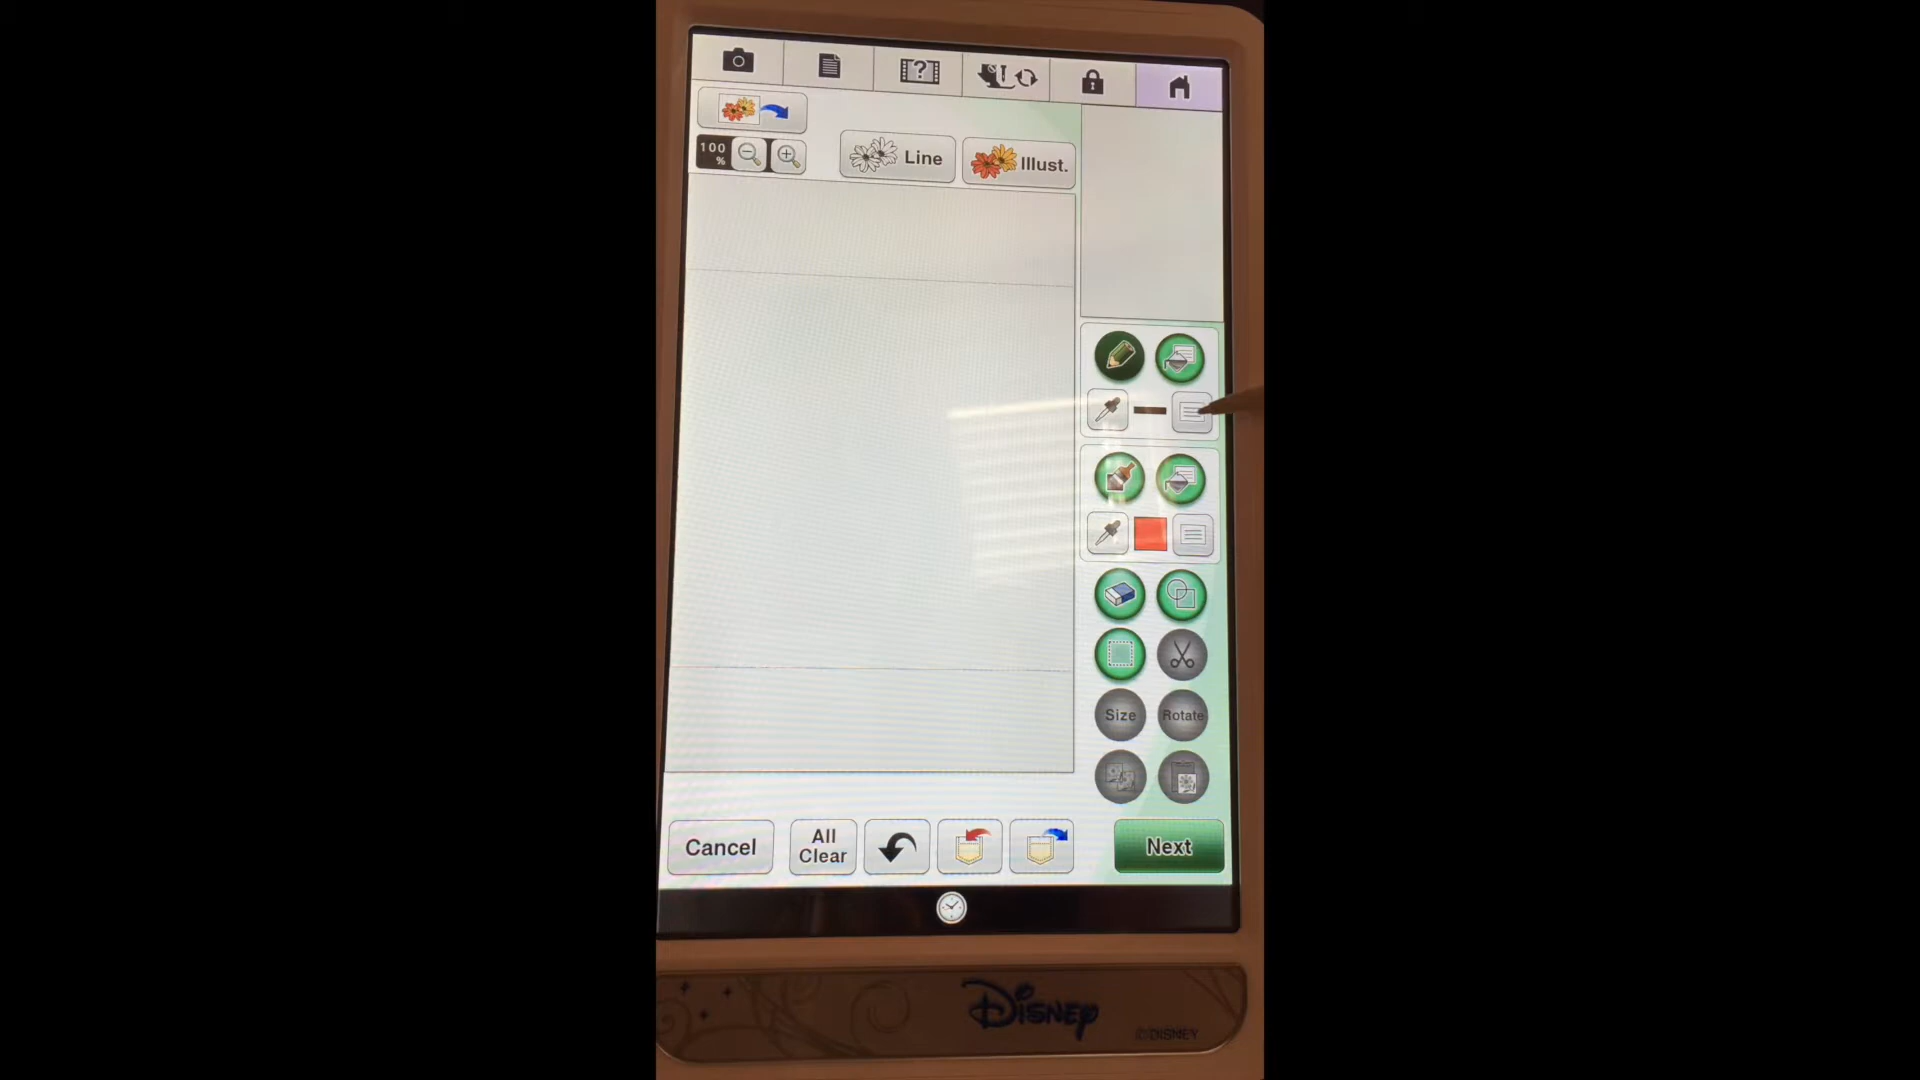 ?
100
%
Line
Illust.
Size
Rotate
Cancel
All
Clear
Next
Disney
©DISNEY